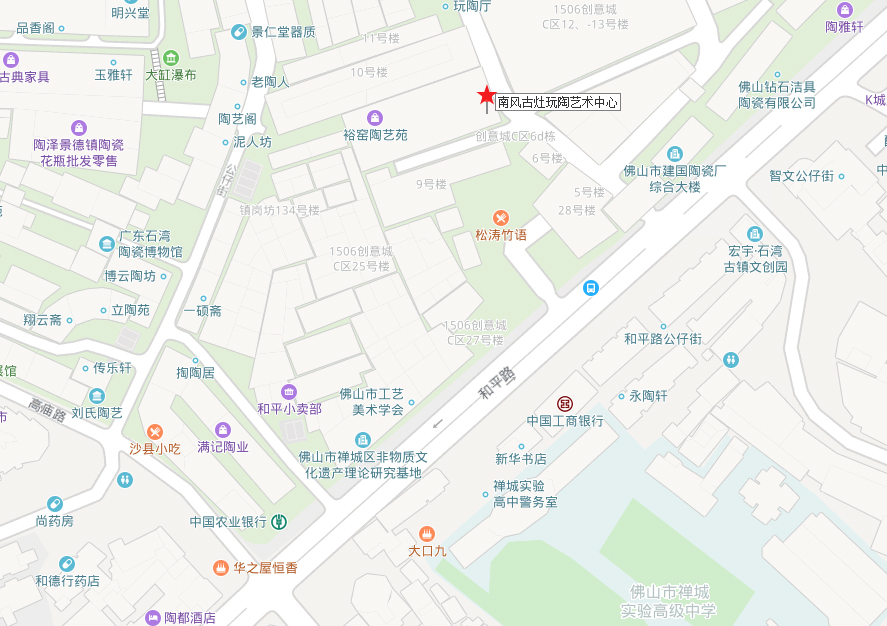 明兴堂
品香阁
景仁堂器质
玩陶厅
1506创意城
C区12、-13号楼
陶雅轩
11号楼
古典家具
玉雅轩
犬缸瀑布
老陶人
10号楼
佛山钻石洁具
陶瓷有限公司
K城
南风古灶玩陶艺术中心
陶艺阁
裕窑陶艺苑
创意城C区6d栋
陶泽景德镇陶瓷
花瓶批发零售
泥人坊
6号楼
公仔街
9号楼
佛山市建国陶瓷厂
综合大楼
智文公仔街
中
5号楼
28号楼
镇岗坊134号楼
松涛竹语
广东石湾
陶瓷博物馆
1506创意城
C区25号楼
宏宇·石湾
古镇文创园
博云陶坊
立陶苑
一硕斋
翔云斋
1506创意城
C区27号楼
和平路公仔街
展馆
传乐轩
掏陶居
和平路
高庙路
刘氏陶艺
和平小卖部
佛山市工艺
美术学会
永陶轩
中国工商银行
市
沙县小吃
满记陶业
佛山市禅城区非物质文
化遗产理论研究基地
新华书店
禅城实验
高中警务室
尚药房
中国农业银行
大口九
华之屋恒香
和德行药店
佛山市禅城
实验高级中学
陶都酒店